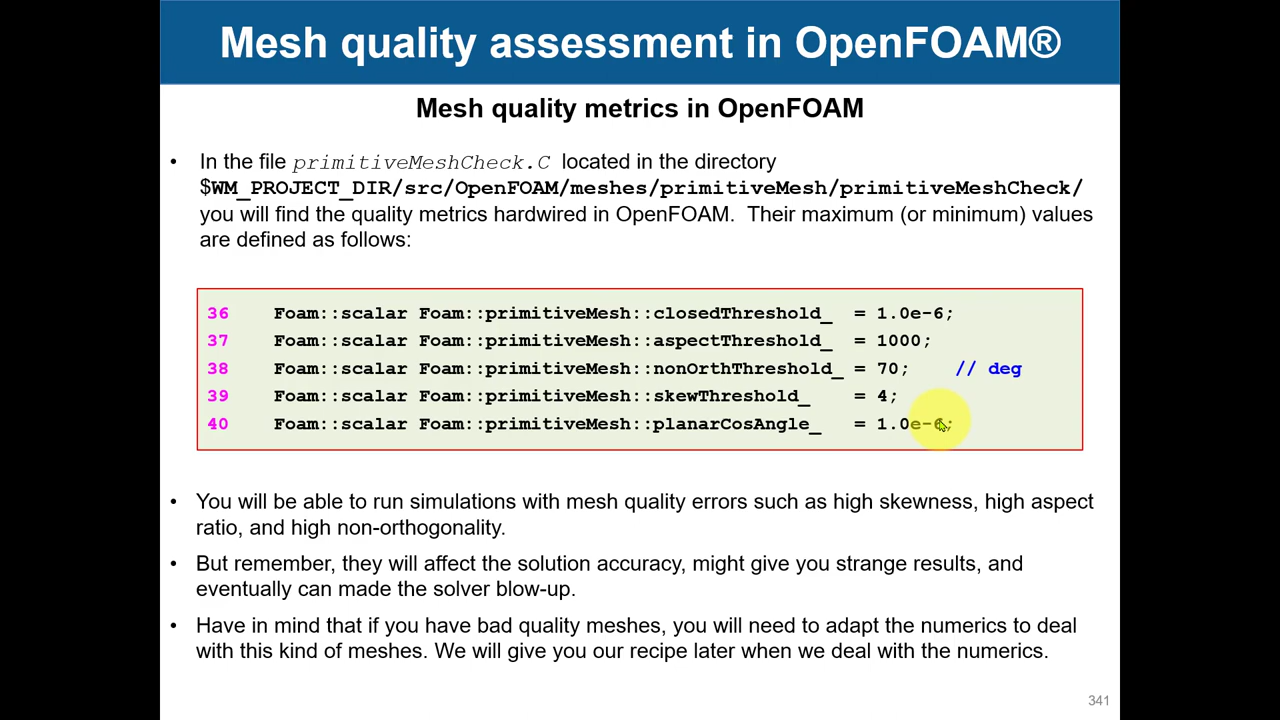 Mesh quality assessment in OpenFOAM®
Mesh quality metrics in OpenFOAM
• In the file primitiveMeshCheck.C located in the directory
$WM_PROJECT_DIR/src/OpenFOAM/meshes/primitiveMesh/primitiveMeshCheck/
you will find the quality metrics hardwired in OpenFOAM. Their maximum (or minimum) values
are defined as follows:
36 Foam::scalar Foam::primitiveMesh::closedThreshold_ = 1.0e-6;
37 Foam::scalar Foam::primitiveMesh::aspectThreshold_ = 1000;
38 Foam::scalar Foam::primitiveMesh::nonOrthThreshold_ = 70; // deg
39 Foam::scalar Foam::primitiveMesh::skewThreshold_ = 4;
40 Foam::scalar Foam::primitiveMesh::planarCosAngle_ = 1.0e-6;
• You will be able to run simulations with mesh quality errors such as high skewness, high aspect
ratio, and high non-orthogonality.
• But remember, they will affect the solution accuracy, might give you strange results, and
eventually can made the solver blow-up.
• Have in mind that if you have bad quality meshes, you will need to adapt the numerics to deal
with this kind of meshes. We will give you our recipe later when we deal with the numerics.
341